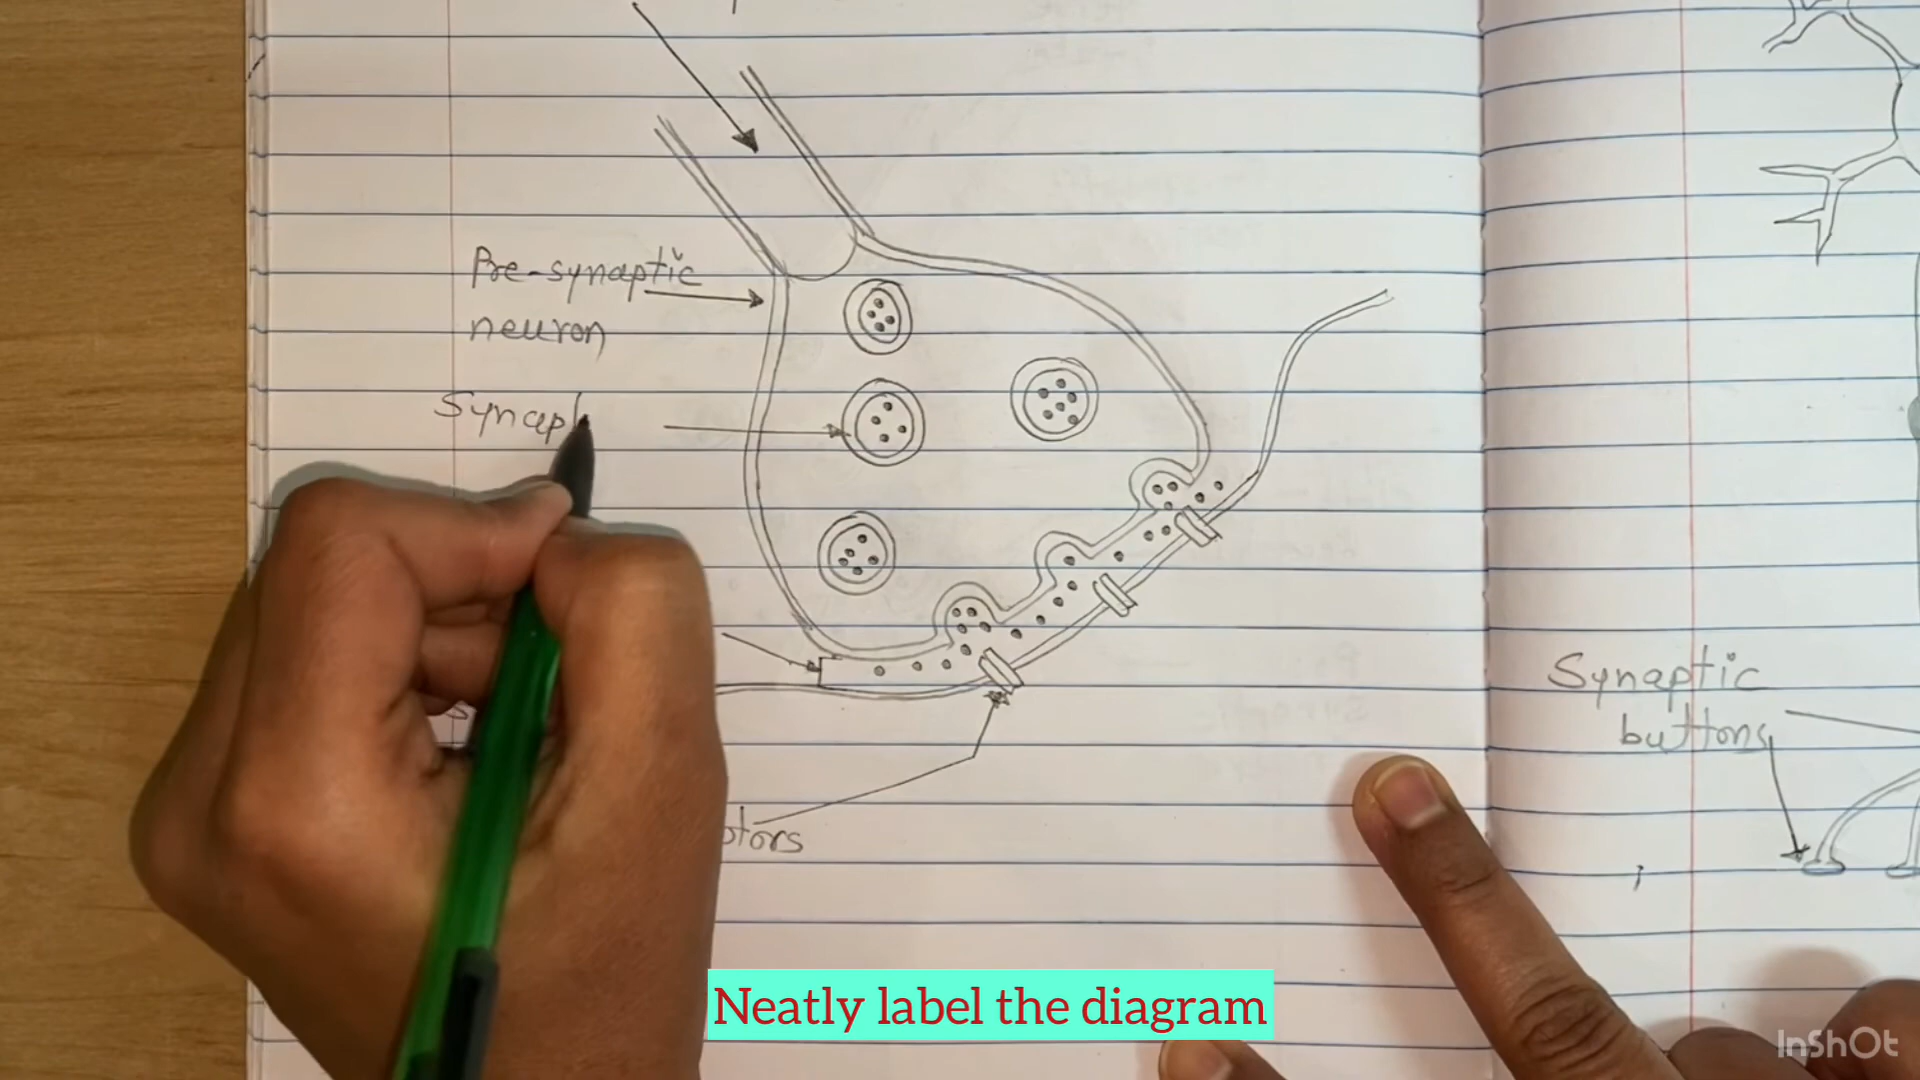 Pre-synaptic
neuron
Synap
Synaptic
buttons
otors
Neatly label the diagram
InShOt